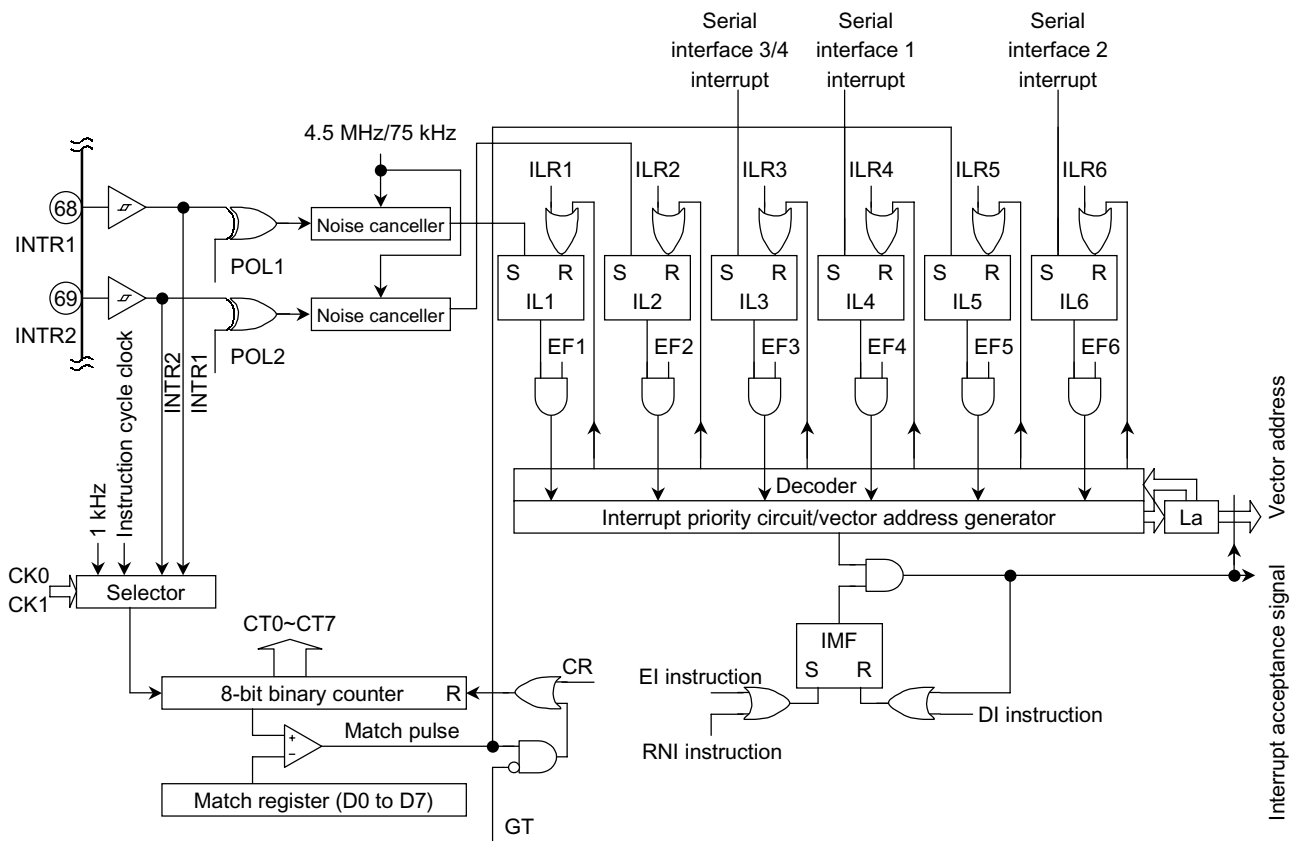 Serial
interface 3/4
interrupt
Serial
interface 1
interrupt
Serial
interface 2
interrupt
4.5 MHz/75 kHz
ILR1
ILR2
ILR3
ILR4
ILR5
ILR6
68
INTR1
POL1
Noise canceller
69
INTR2
POL2
Noise canceller
S R
IL1
S R
IL2
S R
IL3
S R
IL4
S R
IL5
S R
IL6
EF1
EF2
EF3
EF4
EF5
EF6
1 kHz
Instruction cycle clock
INTR2
INTR1
Decoder
Interrupt priority circuit/vector address generator
La
Vector address
CK0
CK1
Selector
CT0~CT7
8-bit binary counter R
CR
Match pulse
+
−
Match register (D0 to D7)
GT
IMF
S R
EI instruction
RNI instruction
DI instruction
Interrupt acceptance signal